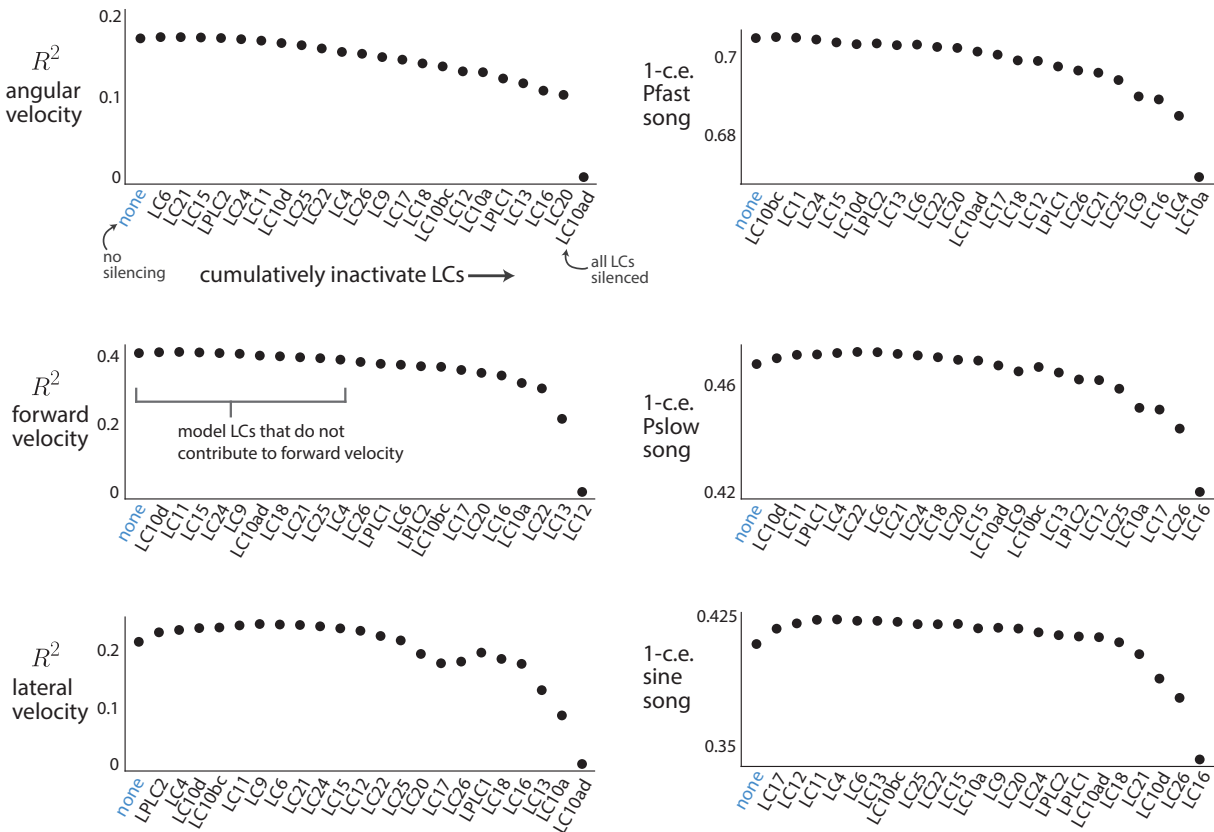 0.2
R²
angular
velocity
0.1
0
none
LC6
LC21
LC15
LPLC2
LC24
LC11
LC10d
LC25
LC22
LC4
LC26
LC9
LC17
LC18
LC10bc
LC12
LC10a
LPLC1
LC13
LC16
LC20
LC10ad
no
silencing
cumulatively inactivate LCs
all LCs
silenced
1-c.e.
Pfast
song
0.7
0.68
none
LC10bc
LC11
LC24
LC15
LC10d
LPLC2
LC13
LC6
LC22
LC20
LC10ad
LC17
LC18
LC12
LPLC1
LC26
LC21
LC25
LC9
LC16
LC4
LC10a
R²
forward
velocity
0.4
0.2
0
model LCs that do not
contribute to forward velocity
none
LC10d
LC11
LC15
LC24
LC9
LC10ad
LC18
LC21
LC25
LC4
LC26
LPLC1
LC6
LPLC2
LC10bc
LC17
LC20
LC16
LC10a
LC22
LC13
LC12
1-c.e.
Pslow
song
0.46
0.42
none
LC10d
LC11
LPLC1
LC4
LC22
LC6
LC21
LC24
LC18
LC20
LC15
LC10ad
LC9
LC10bc
LC13
LPLC2
LC12
LC25
LC10a
LC17
LC26
LC16
R²
lateral
velocity
0.2
0.1
0
none
LPLC2
LC4
LC10d
LC10bc
LC11
LC9
LC6
LC21
LC24
LC15
LC12
LC22
LC25
LC20
LC17
LC26
LPLC1
LC18
LC16
LC13
LC10a
LC10ad
1-c.e.
sine
song
0.425
0.35
none
LC17
LC12
LC11
LC4
LC6
LC13
LC10bc
LC25
LC22
LC15
LC10a
LC9
LC20
LC24
LPLC2
LPLC1
LC10ad
LC18
LC21
LC10d
LC26
LC16